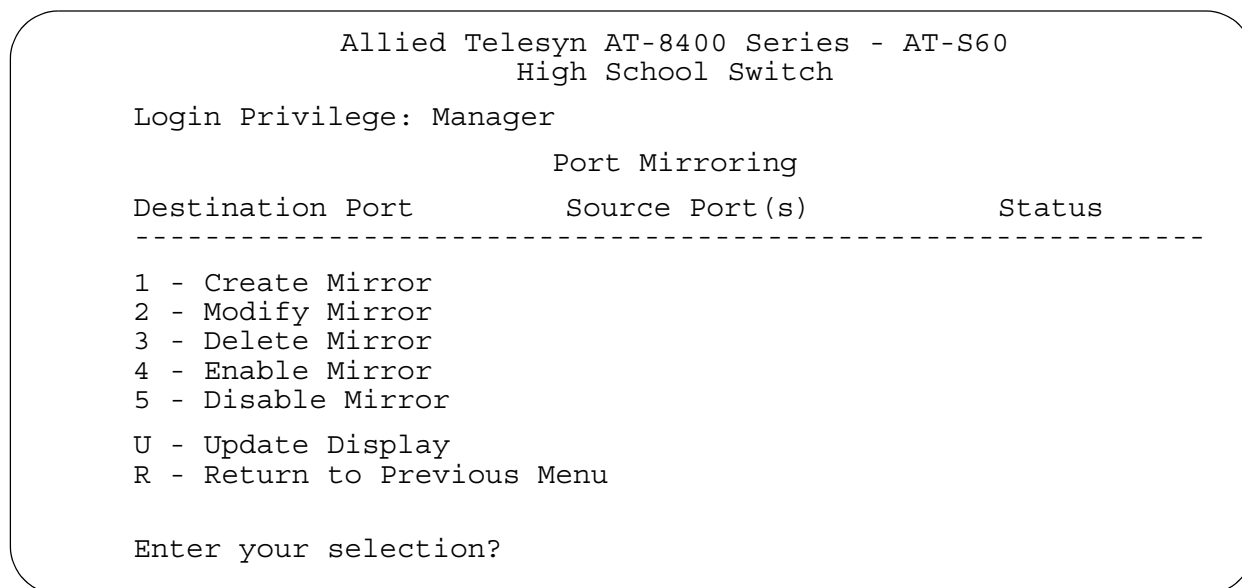 Allied Telesyn AT-8400 Series - AT-S60
High School Switch
Login Privilege: Manager
Port Mirroring
Destination Port Source Port(s) Status
-------------------------------------------------------------
1 - Create Mirror
2 - Modify Mirror
3 - Delete Mirror
4 - Enable Mirror
5 - Disable Mirror
U - Update Display
R - Return to Previous Menu
Enter your selection?